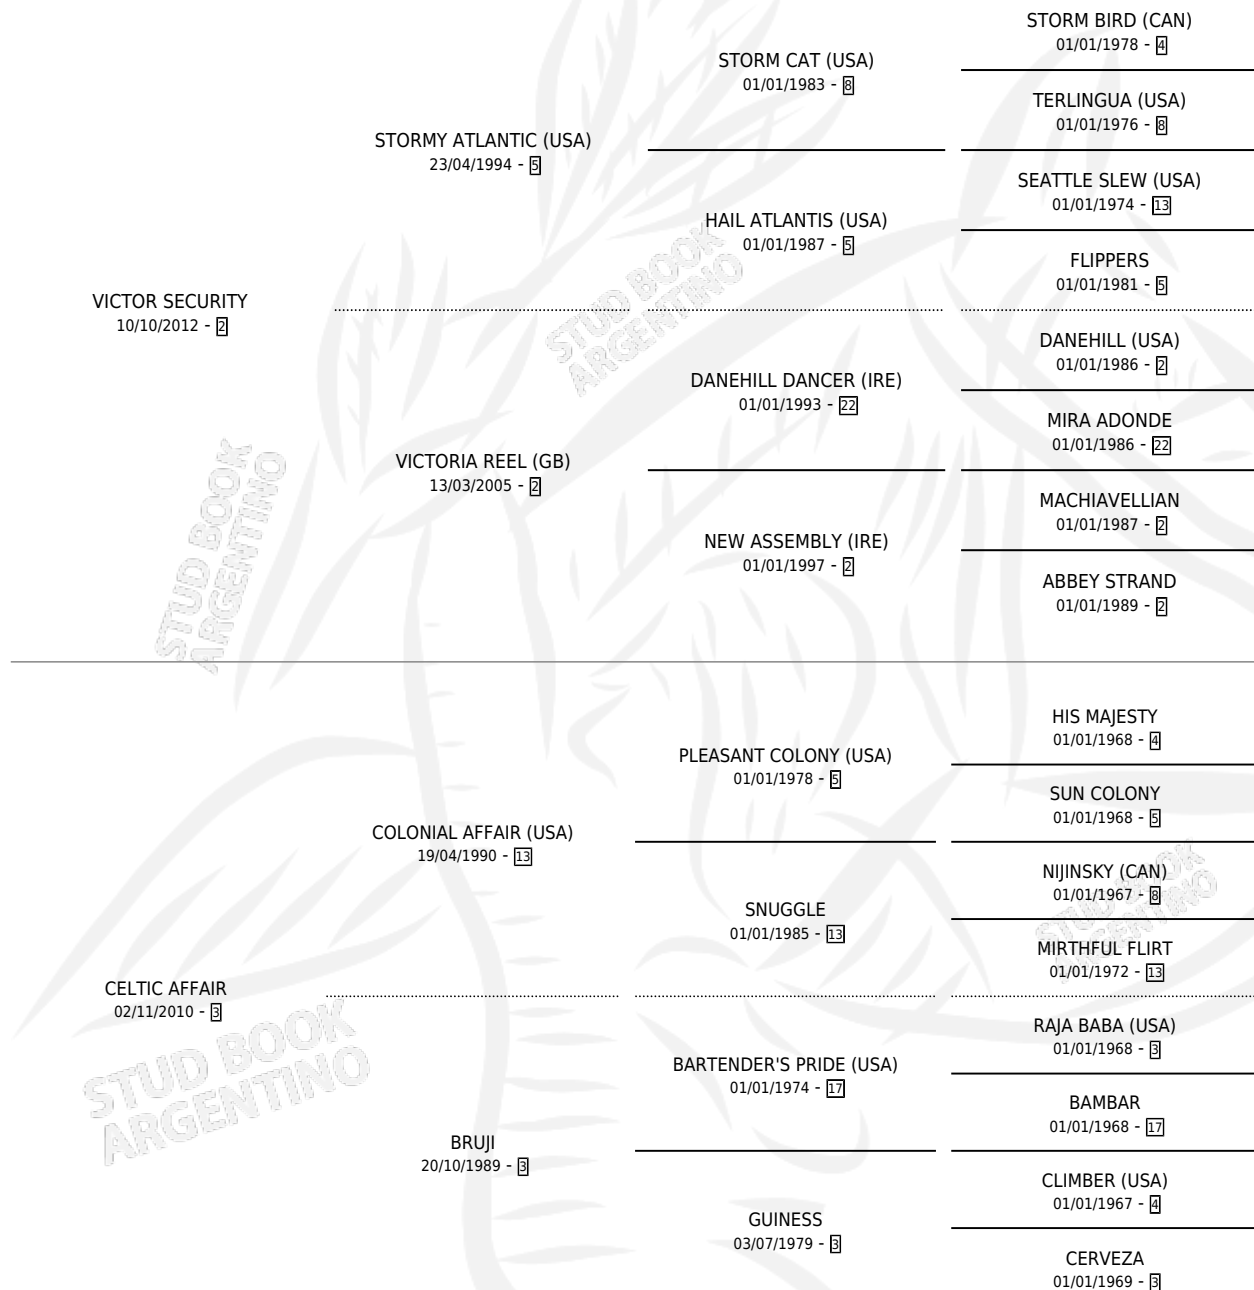 STORM BIRD (CAN)
01/01/1978 - 4
STORM CAT (USA)
01/01/1983 - 8
TERLINGUA (USA)
01/01/1976 - 8
STORMY ATLANTIC (USA)
23/04/1994 - 5
SEATTLE SLEW (USA)
01/01/1974 - 13
HAIL ATLANTIS (USA)
01/01/1987 - 5
FLIPPERS
01/01/1981 - 5
VICTOR SECURITY
10/10/2012 - 2
DANEHILL (USA)
01/01/1986 - 2
DANEHILL DANCER (IRE)
01/01/1993 - 22
MIRA ADONDE
01/01/1986 - 22
VICTORIA REEL (GB)
13/03/2005 - 2
MACHIAVELLIAN
01/01/1987 - 2
NEW ASSEMBLY (IRE)
01/01/1997 - 2
ABBEY STRAND
01/01/1989 - 2
HIS MAJESTY
01/01/1968 - 4
PLEASANT COLONY (USA)
01/01/1978 - 5
SUN COLONY
01/01/1968 - 5
COLONIAL AFFAIR (USA)
19/04/1990 - 13
NIJINSKY (CAN)
01/01/1967 - 8
SNUGGLE
01/01/1985 - 13
MIRTHFUL FLIRT
01/01/1972 - 13
CELTIC AFFAIR
02/11/2010 - 3
RAJA BABA (USA)
01/01/1968 - 3
BARTENDER'S PRIDE (USA)
01/01/1974 - 17
BAMBAR
01/01/1968 - 17
BRUJI
20/10/1989 - 3
CLIMBER (USA)
01/01/1967 - 4
GUINESS
03/07/1979 - 3
CERVEZA
01/01/1969 - 3
STUD BOOK
ARGENTINO
STUD BOOK
ARGENTINO
STUD BOOK
ARGENTINO
STUD BOOK
ARGENTINO